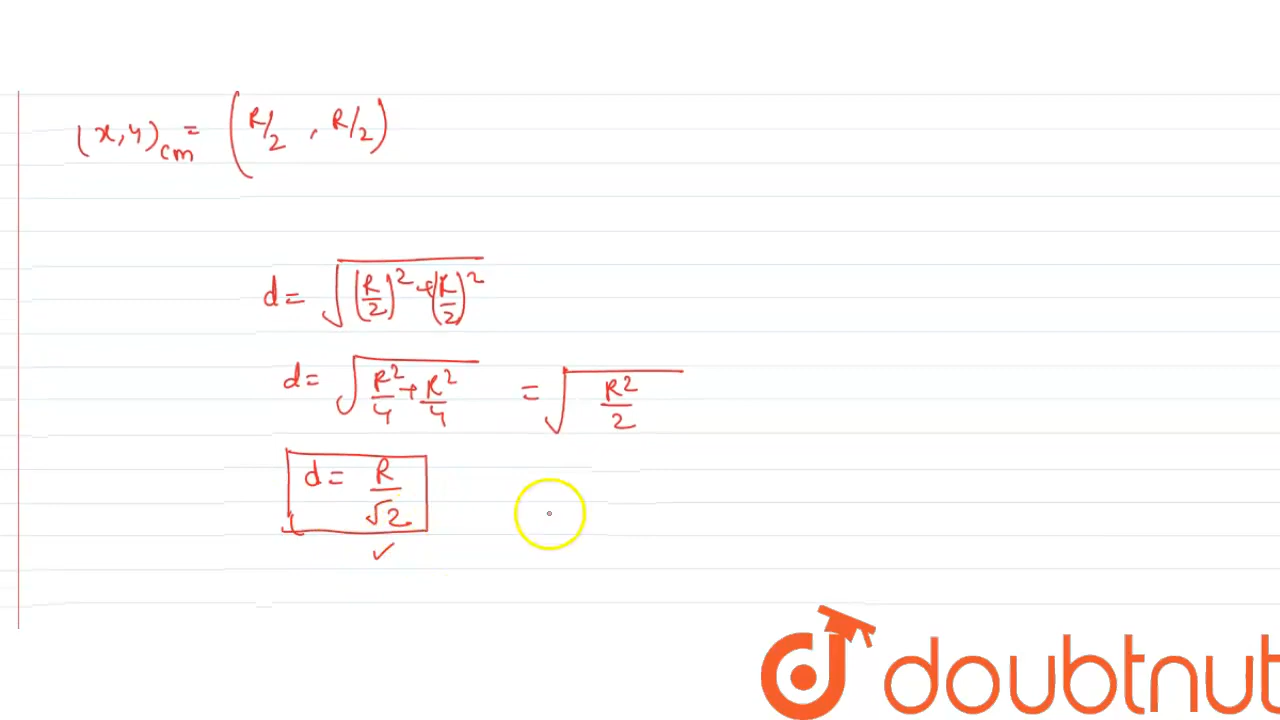 (x,y)cm = (R/2 , R/2)
d = √((R/2)² + (R/2)²)
d = √(R²/4 + R²/4) = √(R²/2)
d = R/√2
✓
doubtnut